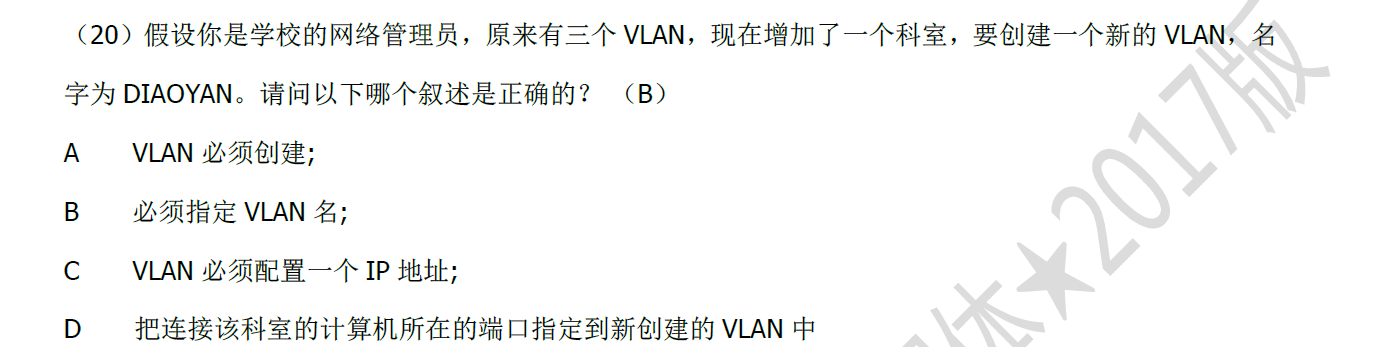 （20）假设你是学校的网络管理员，原来有三个 VLAN，现在增加了一个科室，要创建一个新的 VLAN，名
字为 DIAOYAN。请问以下哪个叙述是正确的？ （B）
A VLAN 必须创建;
B 必须指定 VLAN 名;
C VLAN 必须配置一个 IP 地址;
D 把连接该科室的计算机所在的端口指定到新创建的 VLAN 中
体★2017版